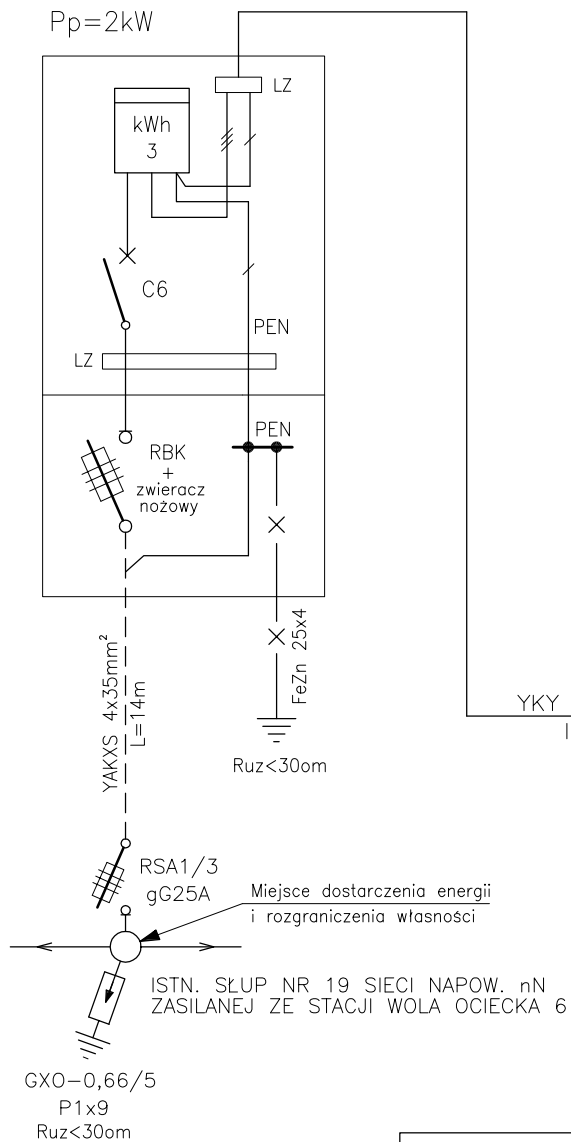 Pp=2kW
LZ
kWh
3
C6
PEN
LZ
PEN
RBK
+
zwieracz
nożowy
YAKXS 4x35mm²
L=14m
FeZn 25x4
Ruz<30om
YKY
RSA1/3
gG25A
Miejsce dostarczenia energii
i rozgraniczenia własności
ISTN. SŁUP NR 19 SIECI NAPOW. nN
ZASILANEJ ZE STACJI WOLA OCIECKA 6
GXO-0,66/5
P1x9
Ruz<30om